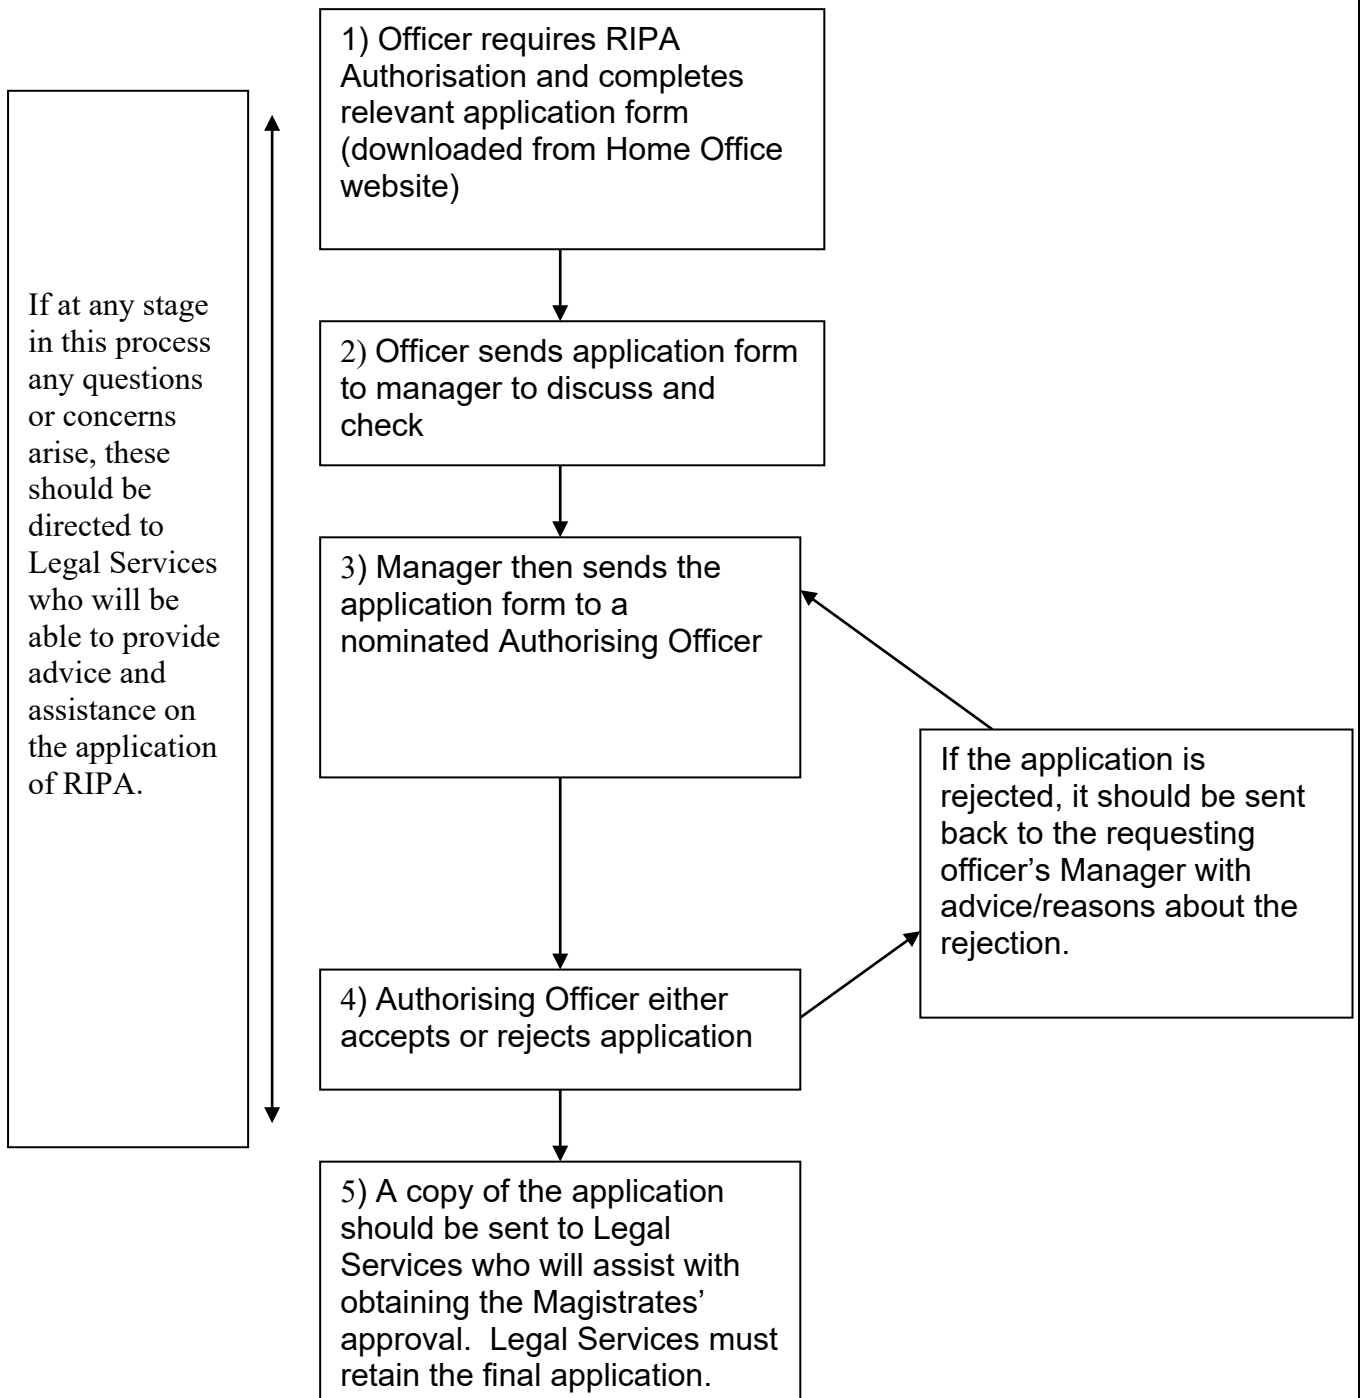 If at any stage
in this process
any questions
or concerns
arise, these
should be
directed to
Legal Services
who will be
able to provide
advice and
assistance on
the application
of RIPA.
1) Officer requires RIPA
Authorisation and completes
relevant application form
(downloaded from Home Office
website)
2) Officer sends application form
to manager to discuss and
check
3) Manager then sends the
application form to a
nominated Authorising Officer
If the application is
rejected, it should be sent
back to the requesting
officer’s Manager with
advice/reasons about the
rejection.
4) Authorising Officer either
accepts or rejects application
5) A copy of the application
should be sent to Legal
Services who will assist with
obtaining the Magistrates’
approval.  Legal Services must
retain the final application.